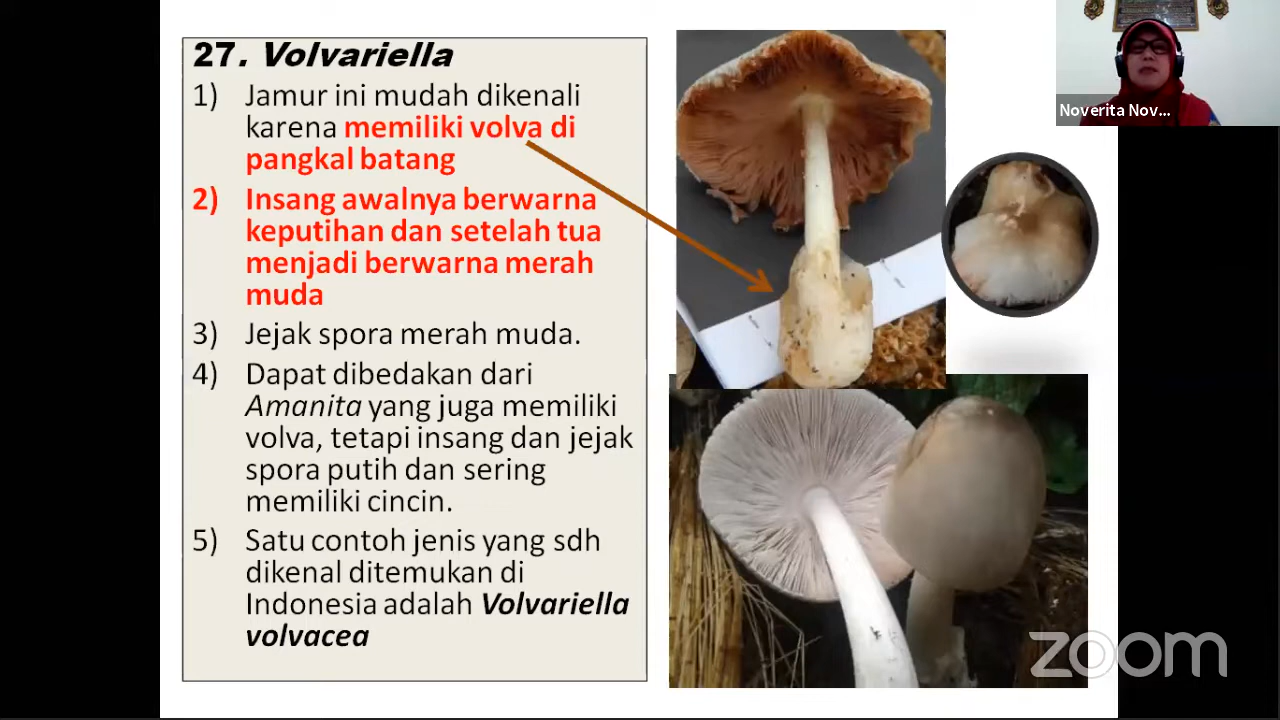 27. Volvariella
1) Jamur ini mudah dikenali
karena memiliki volva di
pangkal batang
2) Insang awalnya berwarna
keputihan dan setelah tua
menjadi berwarna merah
muda
3) Jejak spora merah muda.
4) Dapat dibedakan dari
Amanita yang juga memiliki
volva, tetapi insang dan jejak
spora putih dan sering
memiliki cincin.
5) Satu contoh jenis yang sdh
dikenal ditemukan di
Indonesia adalah Volvariella
volvacea
Noverita Nov...
zoom